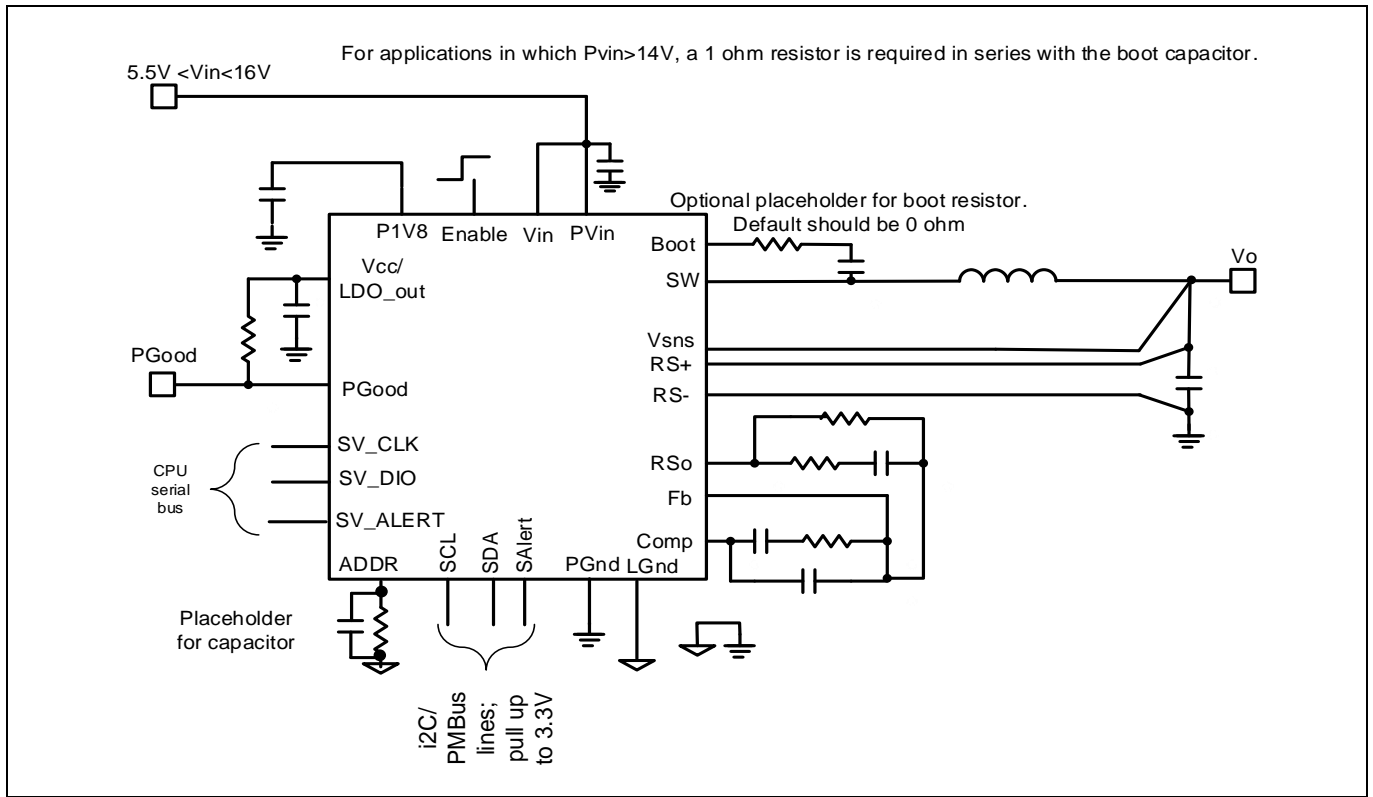 For applications in which Pvin>14V, a 1 ohm resistor is required in series with the boot capacitor.
5.5V <Vin<16V
Optional placeholder for boot resistor.
Default should be 0 ohm
P1V8
Enable
Vin
PVin
Boot
SW
Vo
Vcc/
LDO_out
Vsns
RS+
RS-
PGood
PGood
SV_CLK
SV_DIO
SV_ALERT
CPU
serial
bus
RSo
Fb
Comp
ADDR
SCL
SDA
SAlert
PGnd
LGnd
Placeholder
for capacitor
i2C/
PMBus
lines;
pull up
to 3.3V